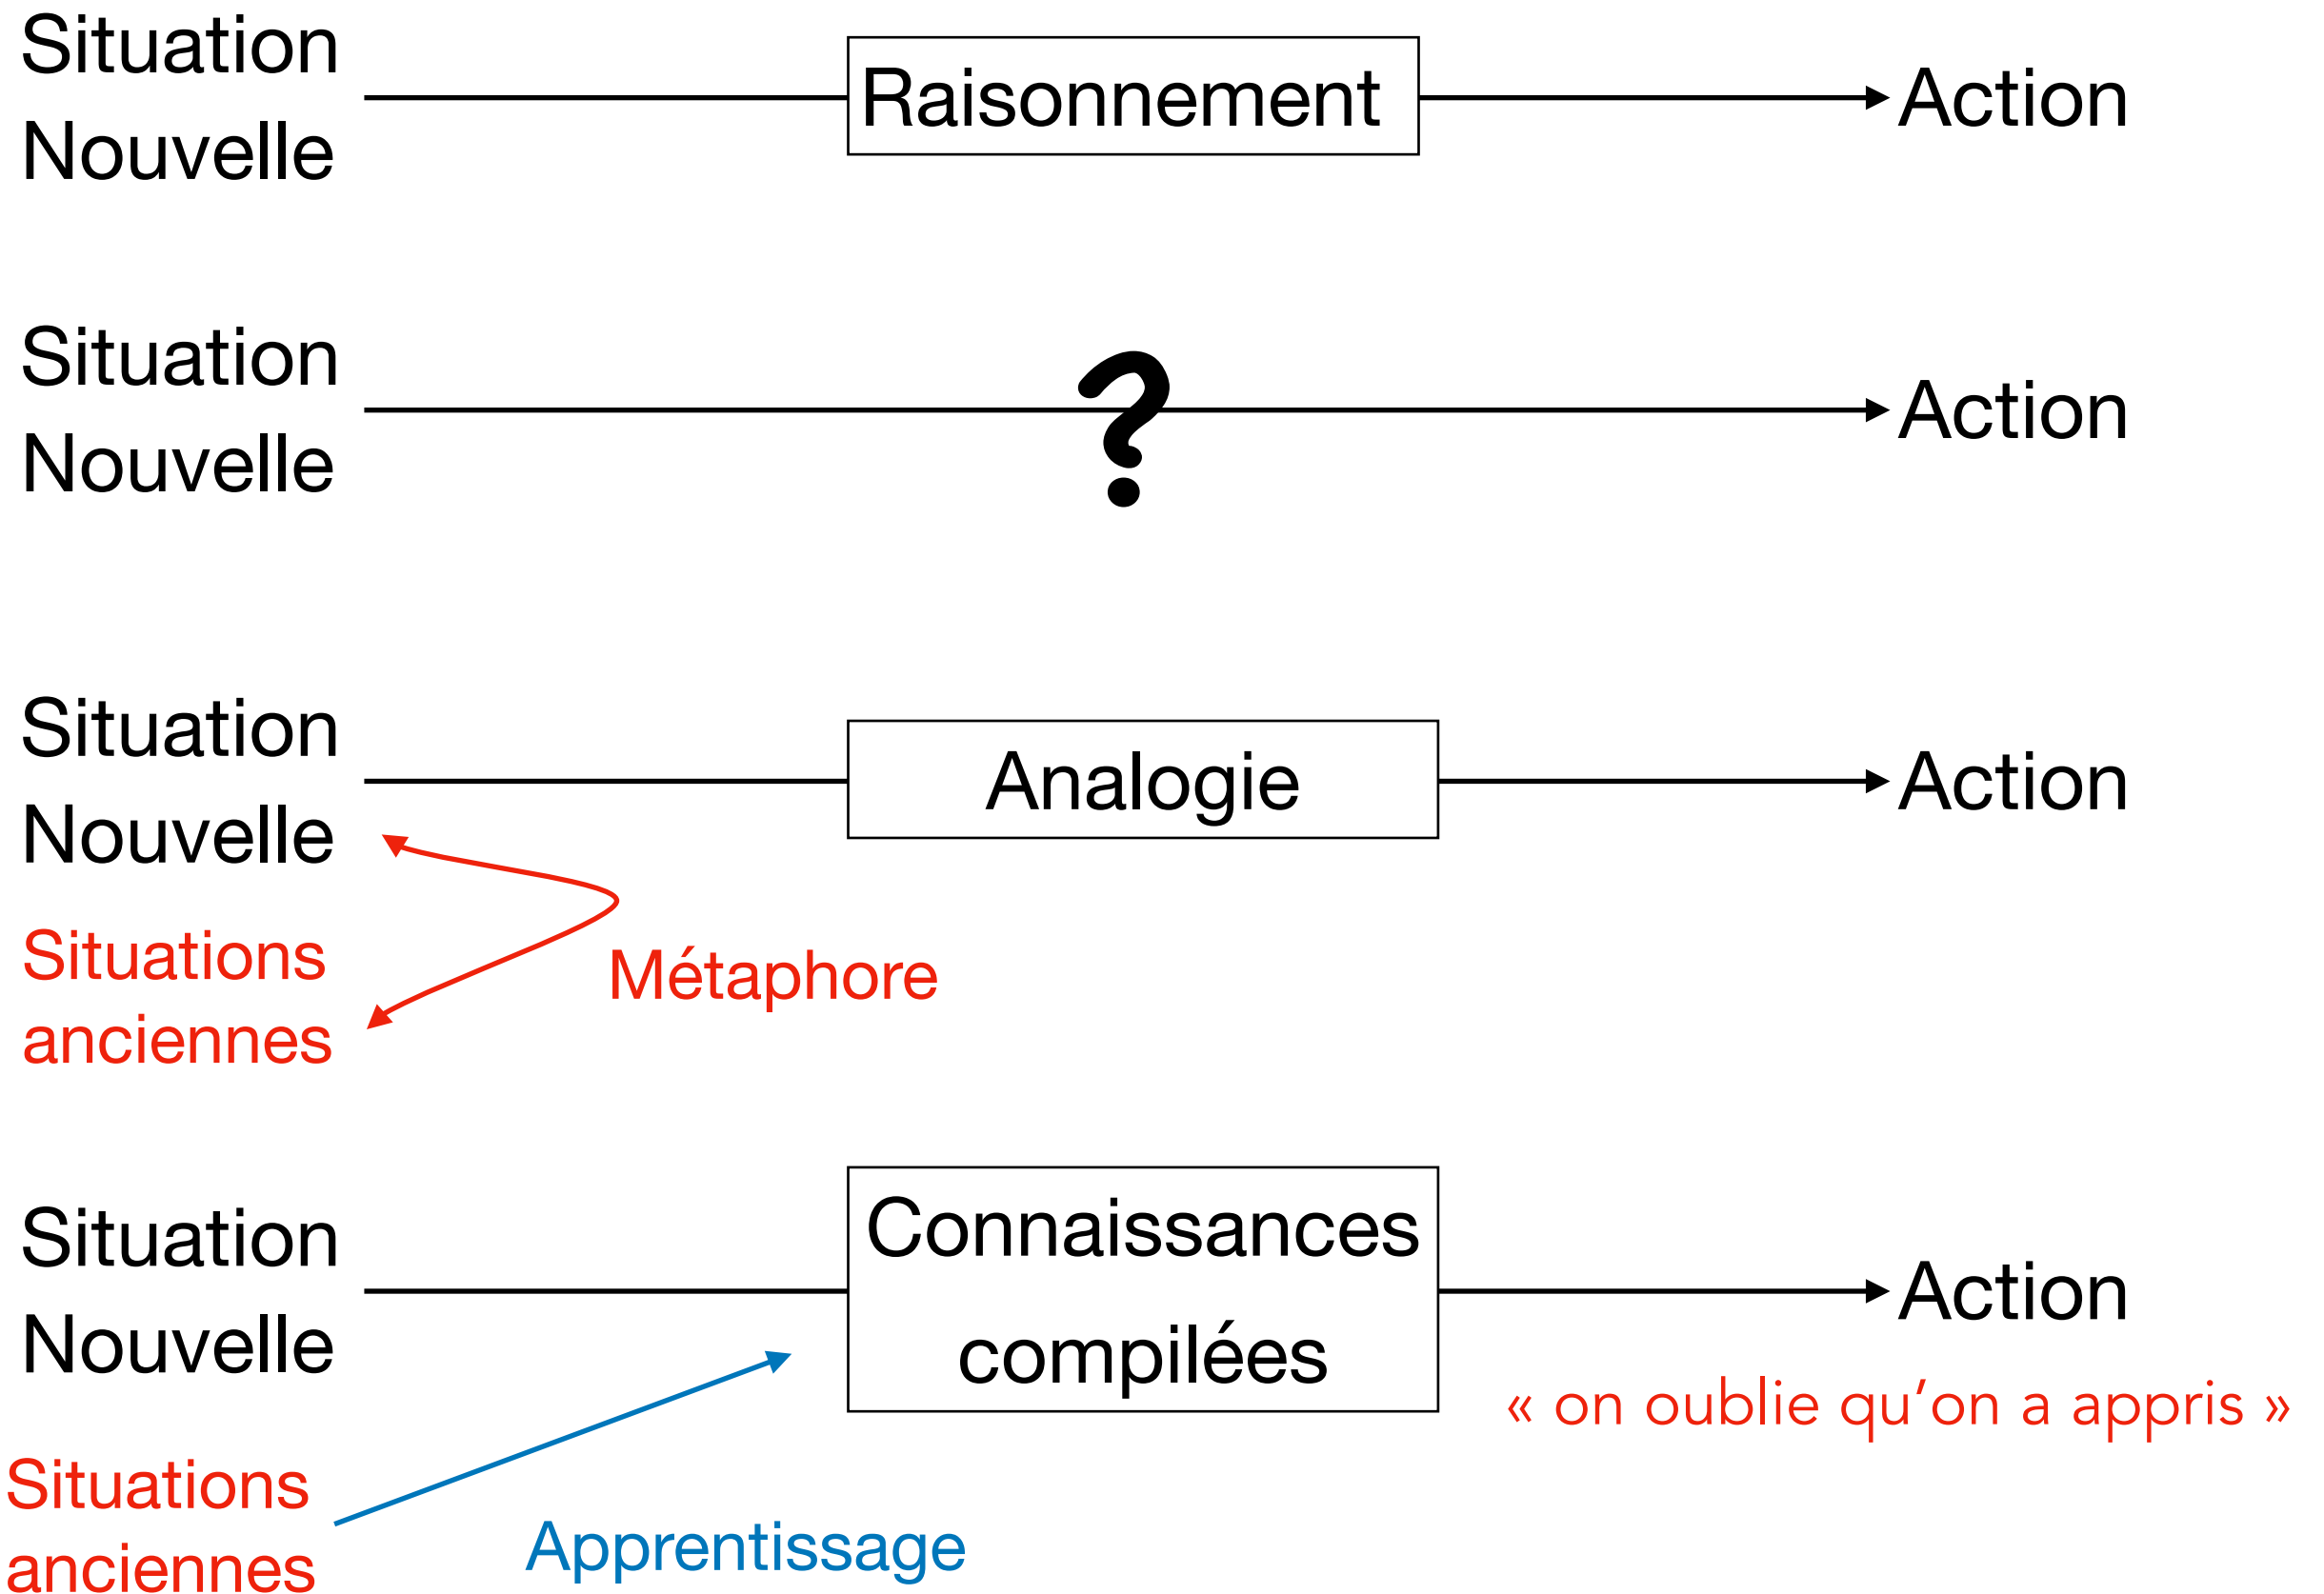 Situation
Nouvelle
Raisonnement
Action
Situation
Nouvelle
?
Action
Situation
Nouvelle
Analogie
Action
Situations
anciennes
Métaphore
Situation
Nouvelle
Connaissances
compilées
Action
« on oublie qu’on a appris »
Situations
anciennes
Apprentissage